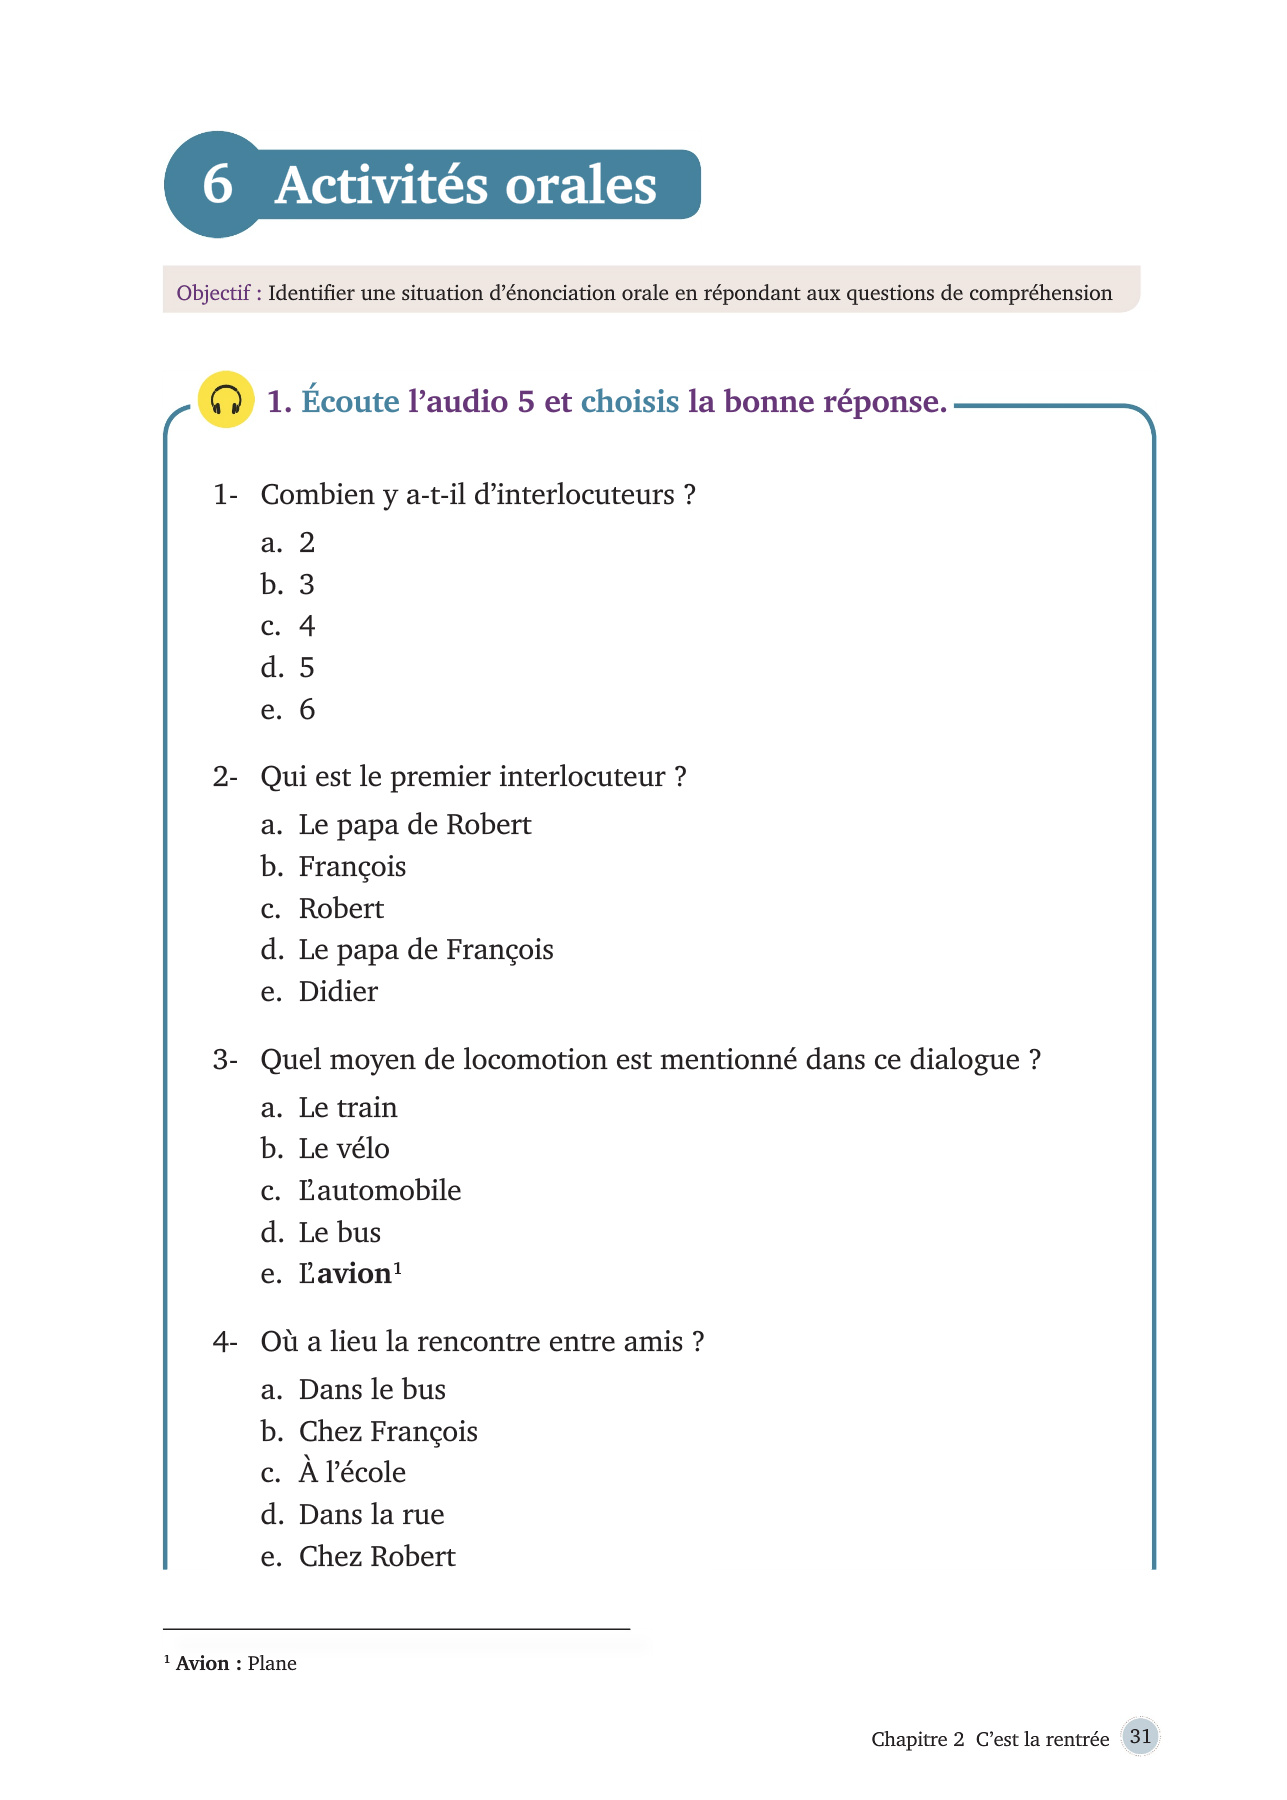 6 Activités orales
Objectif : Identifier une situation d’énonciation orale en répondant aux questions de compréhension
1. Écoute l’audio 5 et choisis la bonne réponse.
1- Combien y a-t-il d’interlocuteurs ?
a. 2
b. 3
c. 4
d. 5
e. 6
2- Qui est le premier interlocuteur ?
a. Le papa de Robert
b. François
c. Robert
d. Le papa de François
e. Didier
3- Quel moyen de locomotion est mentionné dans ce dialogue ?
a. Le train
b. Le vélo
c. L’automobile
d. Le bus
e. L’avion¹
4- Où a lieu la rencontre entre amis ?
a. Dans le bus
b. Chez François
c. À l’école
d. Dans la rue
e. Chez Robert
¹ Avion : Plane
Chapitre 2 C’est la rentrée 31